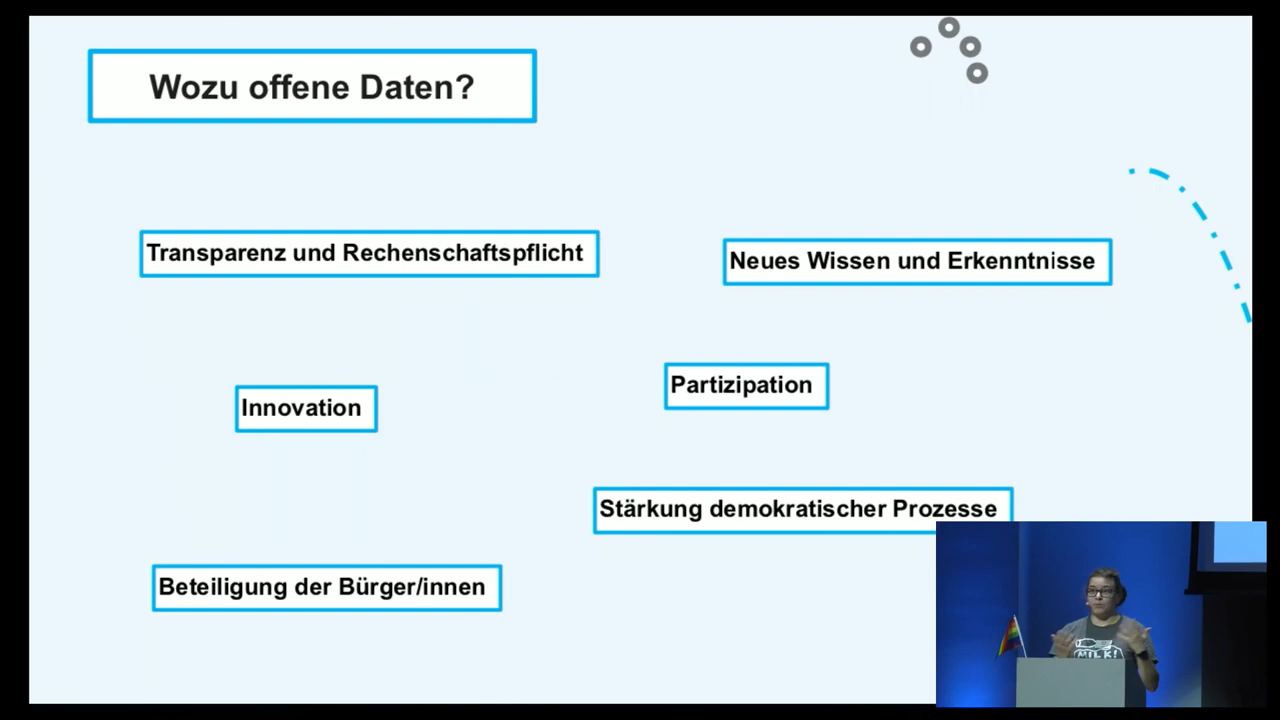 Wozu offene Daten?
Transparenz und Rechenschaftspflicht
Neues Wissen und Erkenntnisse
Partizipation
Innovation
Stärkung demokratischer Prozesse
Beteiligung der Bürger/innen
MILK!